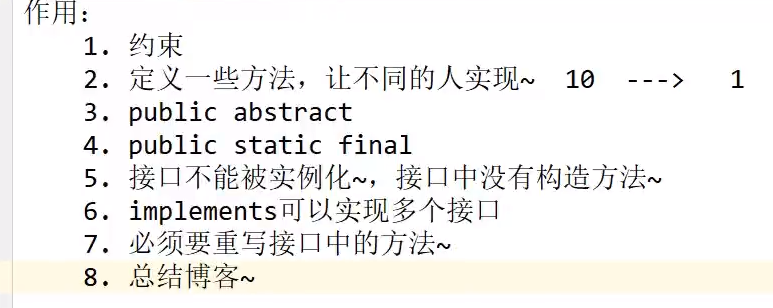 作用：
1. 约束
2. 定义一些方法，让不同的人实现~ 10 ---> 1
3. public abstract
4. public static final
5. 接口不能被实例化~，接口中没有构造方法~
6. implements可以实现多个接口
7. 必须要重写接口中的方法~
8. 总结博客~